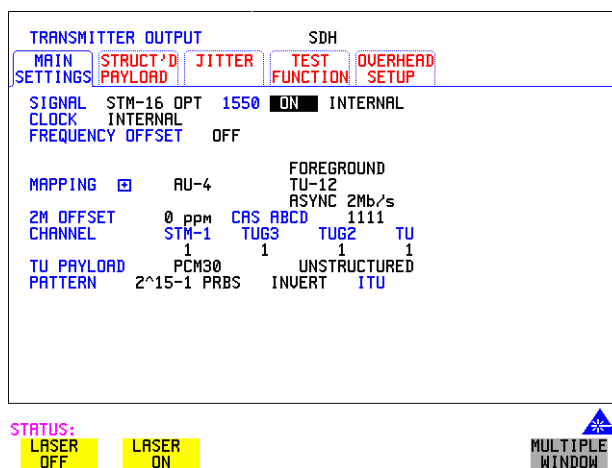 TRANSMITTER OUTPUT SDH
MAIN SETTINGS STRUCT'D PAYLOAD JITTER TEST FUNCTION OVERHEAD SETUP
SIGNAL STM-16 OPT 1550 ON INTERNAL
CLOCK INTERNAL
FREQUENCY OFFSET OFF
FOREGROUND
MAPPING + AU-4 TU-12
ASYNC 2Mb/s
2M OFFSET 0 ppm CAS ABCD 1111
CHANNEL STM-1 TUG3 TUG2 TU
1 1 1 1
TU PAYLOAD PCM30 UNSTRUCTURED
PATTERN 2^15-1 PRBS INVERT ITU
STATUS:
LASER OFF LASER ON MULTIPLE WINDOW